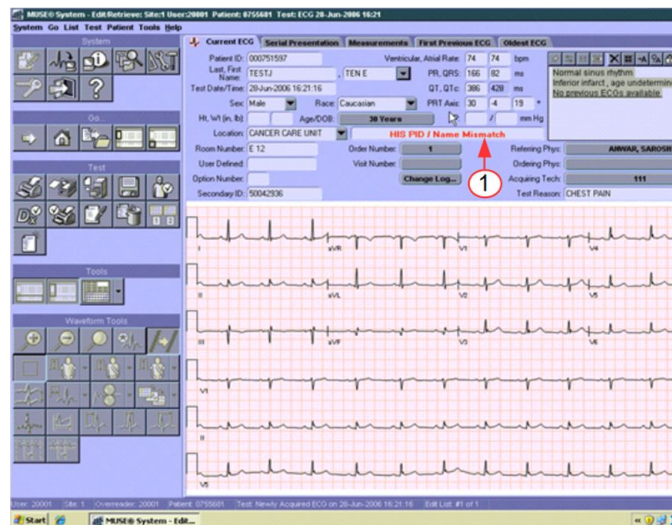 MUSE® System - Edit/Retrieve: Site:1 User:20001 Patient: 0755681 Test: ECG 28-Jun-2006 16:21
System Go List Test Patient Tools Help
System
Current ECG Serial Presentation Measurements First Previous ECG Oldest ECG
Patient ID: 000751597 Ventricular, Atrial Rate: 74 74 bpm
Last, First Name: TESTJ , TEN E PR, QRS: 166 82 ms
Test Date/Time: 28-Jun-2006 16:21:16 QT, QTc: 386 428 ms
Sex: Male Race: Caucasian PRT Axis: 30 -4 19 °
Ht, Wt (in, lb): Age/DOB: 38 Years / mm Hg
Normal sinus rhythm
Inferior infarct , age undetermin
No previous ECGs available
Location: CANCER CARE UNIT HIS PID / Name Mismatch
Room Number: E 12 Order Number: 1 Referring Phys: ANWAR, SAROSH
User Defined: Visit Number: Ordering Phys:
Option Number: Change Log... Acquiring Tech: 111
Secondary ID: 50042936 Test Reason: CHEST PAIN
1
Go...
Test
Tools
Waveform Tools
I aVR V1 V4
II aVL V2 V5
III aVF V3 V6
V1
II
V5
User: 20001 Site: 1 Overreader: 20001 Patient: 0755681 Test: Newly Acquired ECG on 28-Jun-2006 16:21:16 Edit List: #1 of 1
Start MUSE® System - Edit...